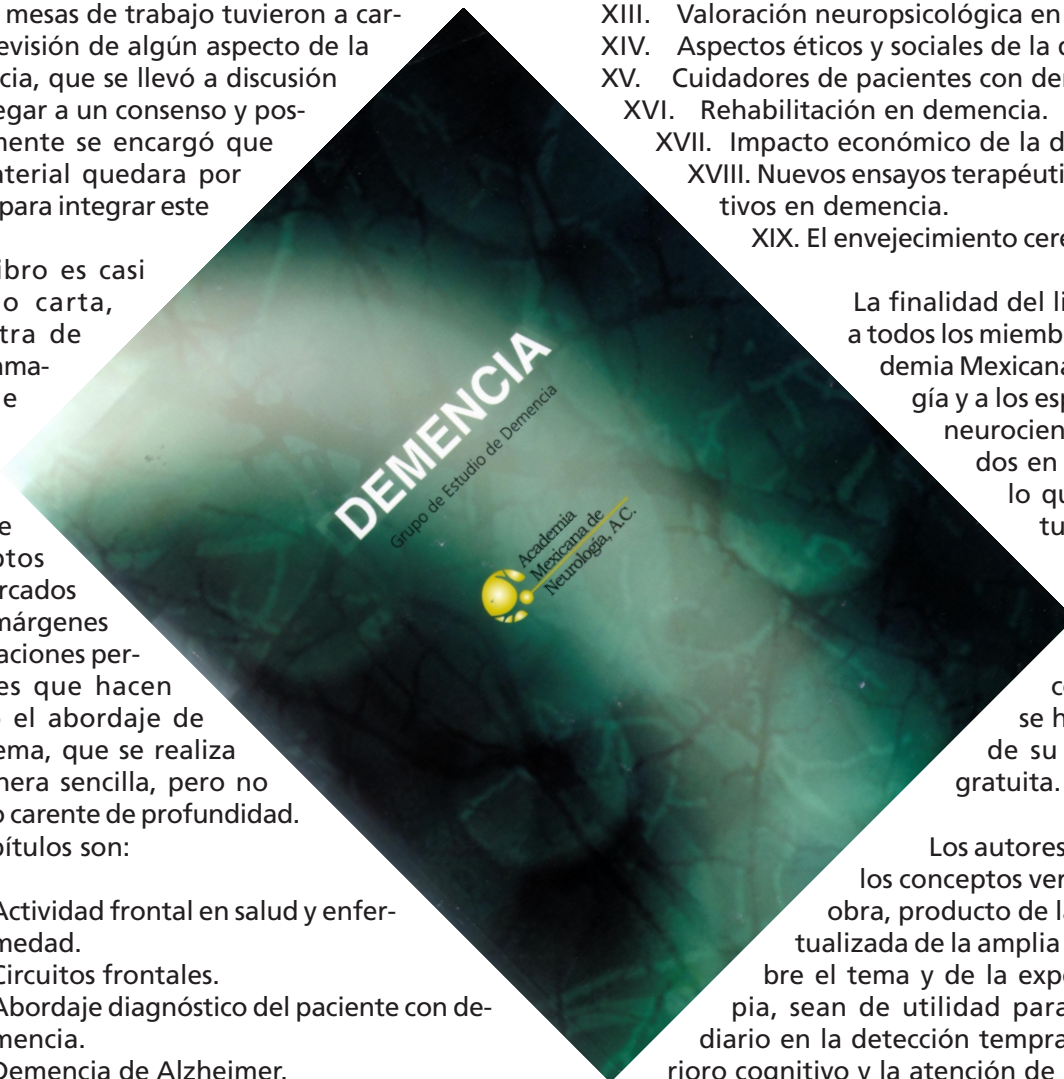 mesas de trabajo tuvieron a car-
evisión de algún aspecto de la
cia, que se llevó a discusión
egar a un consenso y pos-
mente se encargó que
aterial quedara por
para integrar este
ibro es casi
o carta,
tra de
ama-
e
e
ptos
rcados
márgenes
aciones per-
es que hacen
el abordaje de
ema, que se realiza
nera sencilla, pero no
o carente de profundidad.
pítulos son:
Actividad frontal en salud y enfer-
medad.
Circuitos frontales.
Abordaje diagnóstico del paciente con de-
mencia.
Demencia de Alzheimer.
DEMENCIA
Grupo de Estudio de Demencia
Academia
Mexicana de
Neurología, A.C.
XIII. Valoración neuropsicológica en
XIV. Aspectos éticos y sociales de la d
XV. Cuidadores de pacientes con de
XVI. Rehabilitación en demencia.
XVII. Impacto económico de la d
XVIII. Nuevos ensayos terapéuti
tivos en demencia.
XIX. El envejecimiento cere
La finalidad del li
a todos los miemb
demia Mexicana
gía y a los esp
neurocien
dos en
lo qu
tu
c
se h
de su
gratuita.
Los autores
los conceptos ver
obra, producto de l
tualizada de la amplia
bre el tema y de la exp
pia, sean de utilidad para
diario en la detección tempra
rioro cognitivo y la atención de